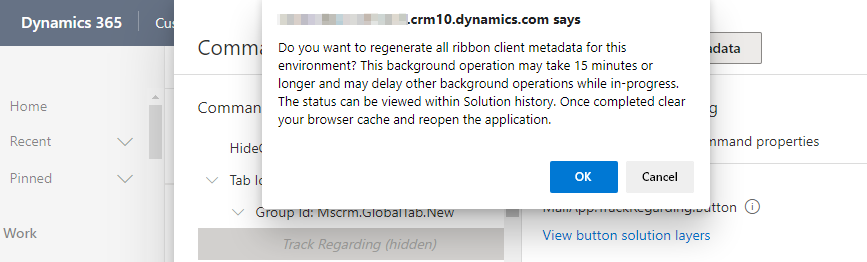 Dynamics 365
Cus
.crm10.dynamics.com says
Comma
Do you want to regenerate all ribbon client metadata for this
environment? This background operation may take 15 minutes or
longer and may delay other background operations while in-progress.
The status can be viewed within Solution history. Once completed clear
your browser cache and reopen the application.
adata
Home
Comman
Recent
mmand properties
HideC
Pinned
Tab Ic
OK
Cancel
Group Id: Mscrm.GlobalTab.New
MailApp.TrackRegarding.Button
Work
Track Regarding (hidden)
View button solution layers